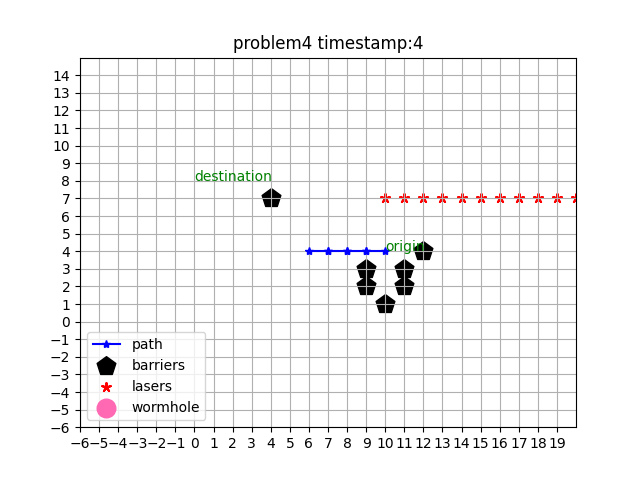 problem4 timestamp:4
14
13
12
11
10
9
8
7
6
5
4
3
2
1
0
−1
−2
−3
−4
−5
−6
destination
origin
path
barriers
lasers
wormhole
−6 −5 −4 −3 −2 −1 0 1 2 3 4 5 6 7 8 9 10 11 12 13 14 15 16 17 18 19